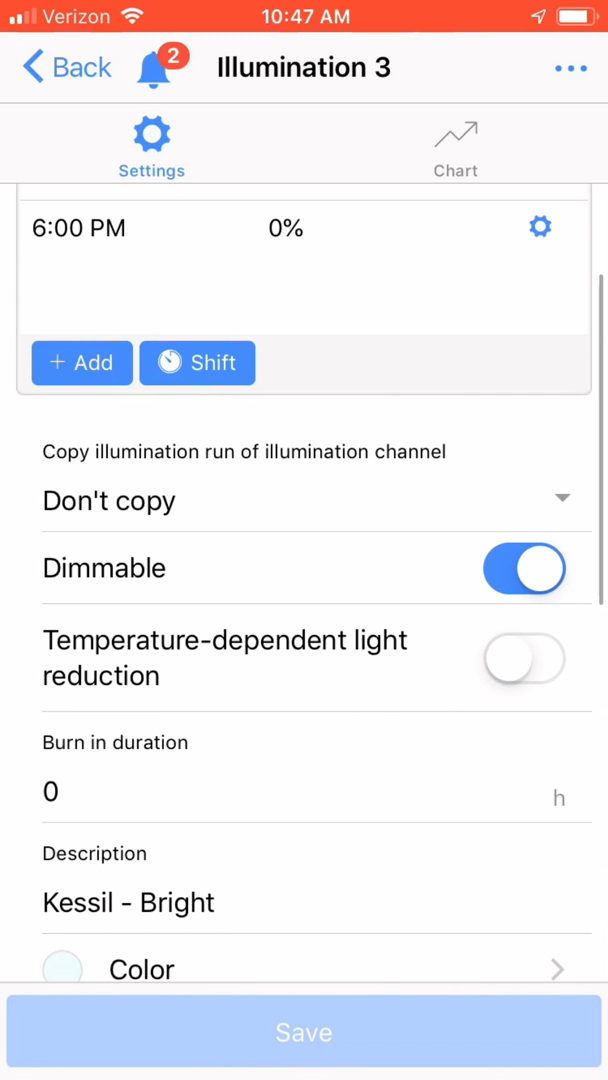 Verizon 10:47 AM
Back 2 Illumination 3
Settings Chart
6:00 PM 0%
+ Add Shift
Copy illumination run of illumination channel
Don't copy
Dimmable
Temperature-dependent light
reduction
Burn in duration
0 h
Description
Kessil - Bright
Color
Save